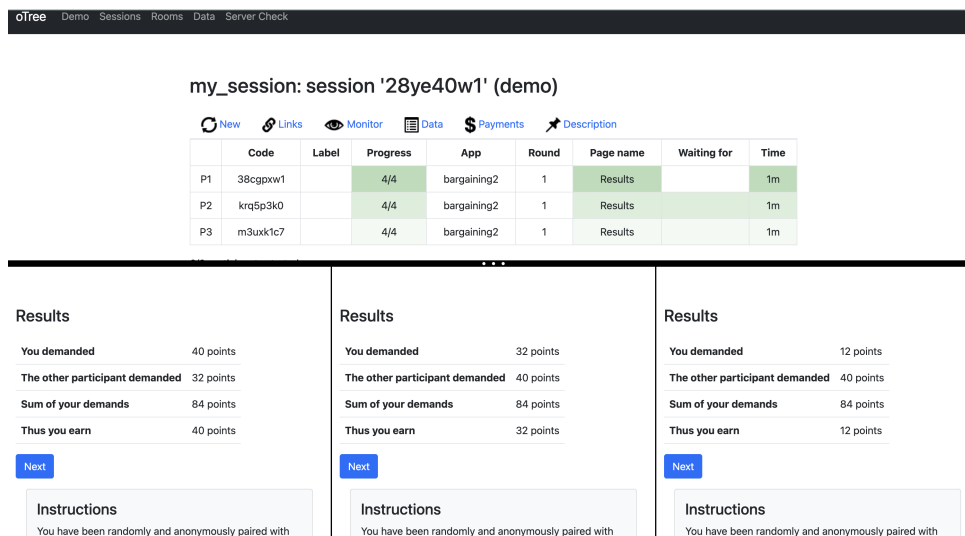 oTree Demo Sessions Rooms Data Server Check
my_session: session '28ye40w1' (demo)
New Links Monitor Data Payments Description
Code Label Progress App Round Page name Waiting for Time
P1 38cgpxw1 4/4 bargaining2 1 Results 1m
P2 krq5p3k0 4/4 bargaining2 1 Results 1m
P3 m3uxk1c7 4/4 bargaining2 1 Results 1m
Results
You demanded 40 points
The other participant demanded 32 points
Sum of your demands 84 points
Thus you earn 40 points
Next
Instructions
You have been randomly and anonymously paired with
Results
You demanded 32 points
The other participant demanded 40 points
Sum of your demands 84 points
Thus you earn 32 points
Next
Instructions
You have been randomly and anonymously paired with
Results
You demanded 12 points
The other participant demanded 40 points
Sum of your demands 84 points
Thus you earn 12 points
Next
Instructions
You have been randomly and anonymously paired with